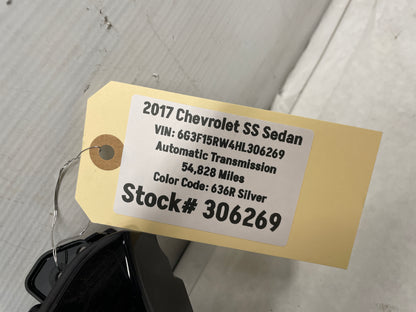 2017 Chevrolet SS Sedan
VIN: 6G3F15RW4HL306269
Automatic Transmission
54,828 Miles
Color Code: 636R Silver
Stock# 306269